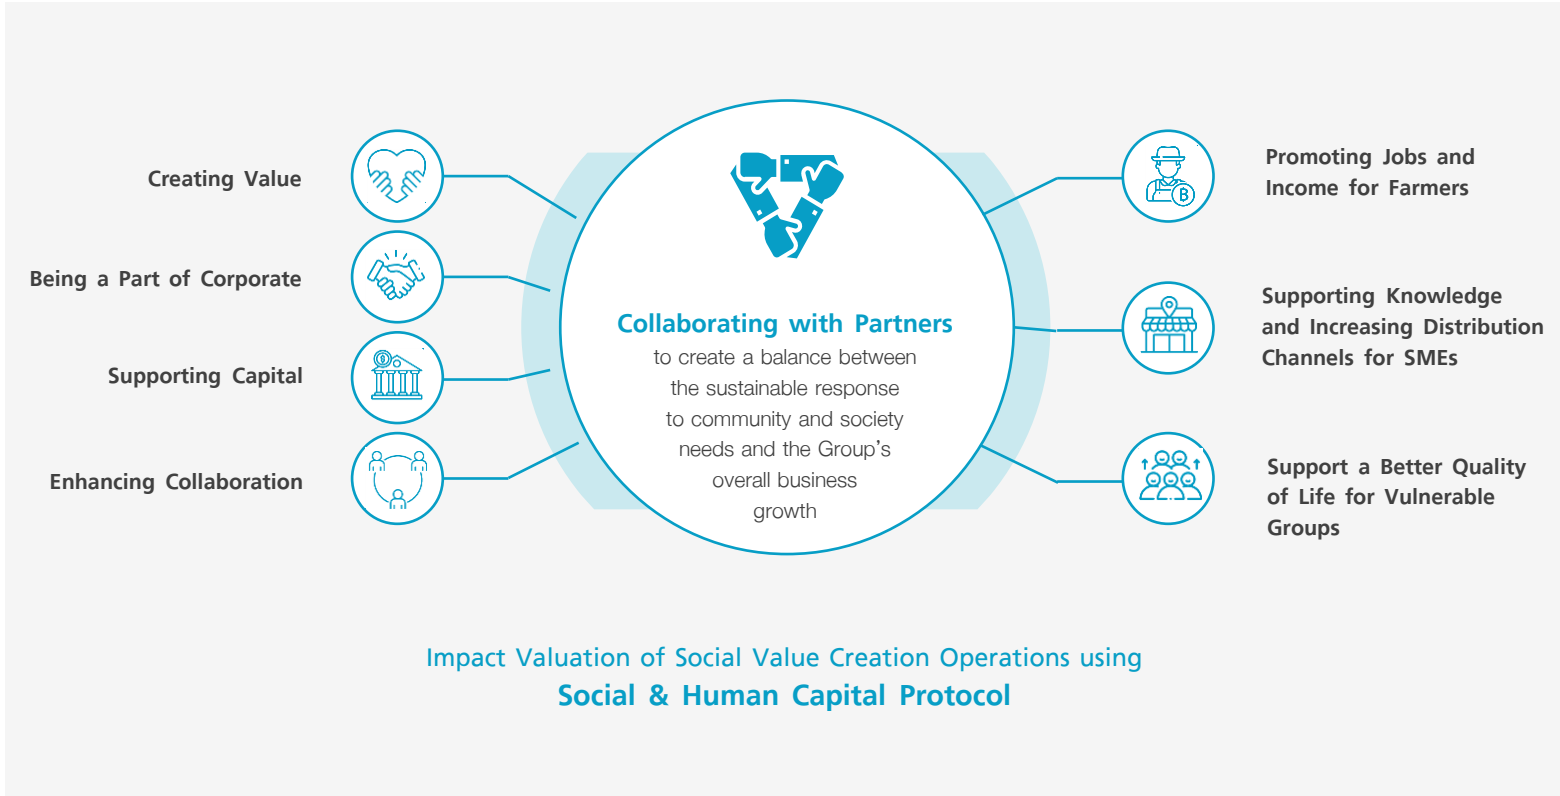 Creating Value
Being a Part of Corporate
Supporting Capital
Enhancing Collaboration
Collaborating with Partners
to create a balance between
the sustainable response
to community and society
needs and the Group's
overall business
growth
Promoting Jobs and
Income for Farmers
Supporting Knowledge
and Increasing Distribution
Channels for SMEs
Support a Better Quality
of Life for Vulnerable
Groups
Impact Valuation of Social Value Creation Operations using
Social & Human Capital Protocol